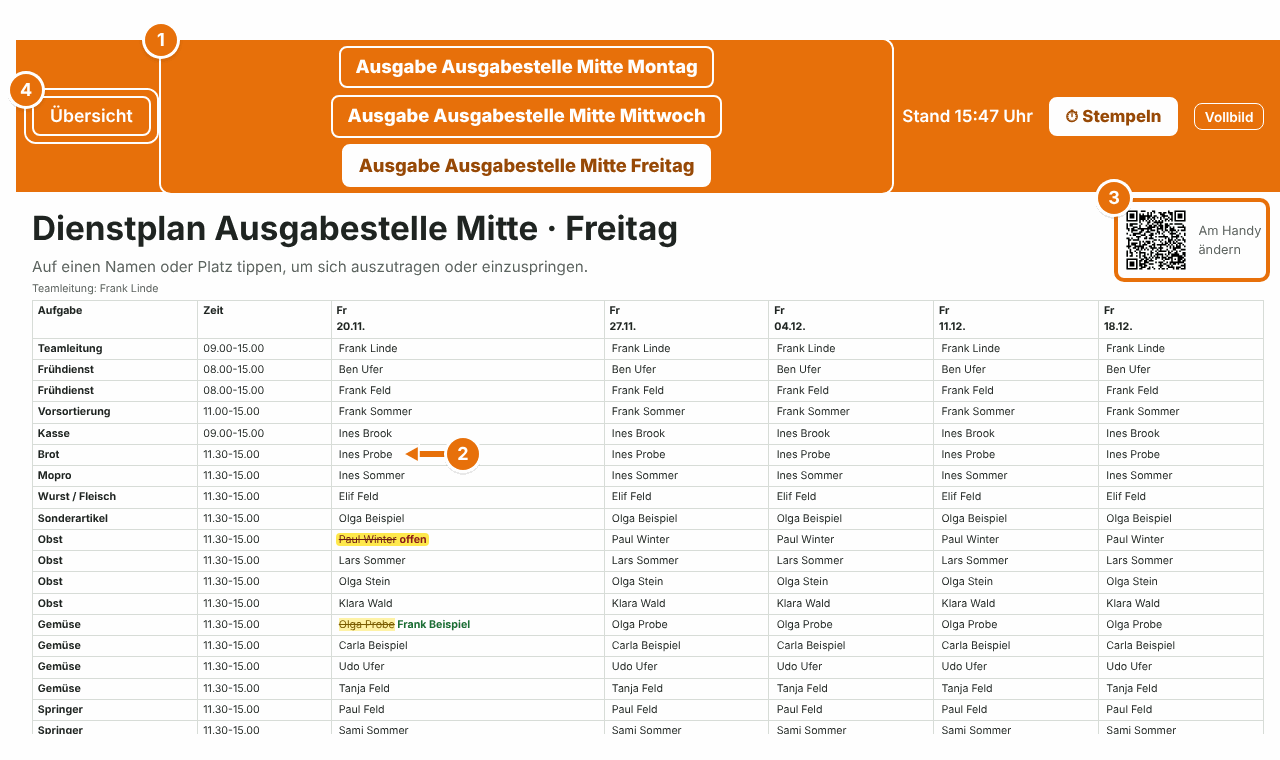 1
Ausgabe Ausgabestelle Mitte Montag
4
Übersicht
Ausgabe Ausgabestelle Mitte Mittwoch
Stand 15:47 Uhr
⏱ Stempeln
Vollbild
Ausgabe Ausgabestelle Mitte Freitag
3
Am Handy
ändern
Dienstplan Ausgabestelle Mitte · Freitag
Auf einen Namen oder Platz tippen, um sich auszutragen oder einzuspringen.
Teamleitung: Frank Linde
Aufgabe Zeit Fr 20.11. Fr 27.11. Fr 04.12. Fr 11.12. Fr 18.12.
Teamleitung 09.00-15.00 Frank Linde Frank Linde Frank Linde Frank Linde Frank Linde
Frühdienst 08.00-15.00 Ben Ufer Ben Ufer Ben Ufer Ben Ufer Ben Ufer
Frühdienst 08.00-15.00 Frank Feld Frank Feld Frank Feld Frank Feld Frank Feld
Vorsortierung 11.00-15.00 Frank Sommer Frank Sommer Frank Sommer Frank Sommer Frank Sommer
Kasse 09.00-15.00 Ines Brook Ines Brook Ines Brook Ines Brook Ines Brook
Brot 11.30-15.00 Ines Probe 2 Ines Probe Ines Probe Ines Probe Ines Probe
Mopro 11.30-15.00 Ines Sommer Ines Sommer Ines Sommer Ines Sommer Ines Sommer
Wurst / Fleisch 11.30-15.00 Elif Feld Elif Feld Elif Feld Elif Feld Elif Feld
Sonderartikel 11.30-15.00 Olga Beispiel Olga Beispiel Olga Beispiel Olga Beispiel Olga Beispiel
Obst 11.30-15.00 Paul Winter offen Paul Winter Paul Winter Paul Winter Paul Winter
Obst 11.30-15.00 Lars Sommer Lars Sommer Lars Sommer Lars Sommer Lars Sommer
Obst 11.30-15.00 Olga Stein Olga Stein Olga Stein Olga Stein Olga Stein
Obst 11.30-15.00 Klara Wald Klara Wald Klara Wald Klara Wald Klara Wald
Gemüse 11.30-15.00 Olga Probe Frank Beispiel Olga Probe Olga Probe Olga Probe Olga Probe
Gemüse 11.30-15.00 Carla Beispiel Carla Beispiel Carla Beispiel Carla Beispiel Carla Beispiel
Gemüse 11.30-15.00 Udo Ufer Udo Ufer Udo Ufer Udo Ufer Udo Ufer
Gemüse 11.30-15.00 Tanja Feld Tanja Feld Tanja Feld Tanja Feld Tanja Feld
Springer 11.30-15.00 Paul Feld Paul Feld Paul Feld Paul Feld Paul Feld
Springer 11.30-15.00 Sami Sommer Sami Sommer Sami Sommer Sami Sommer Sami Sommer